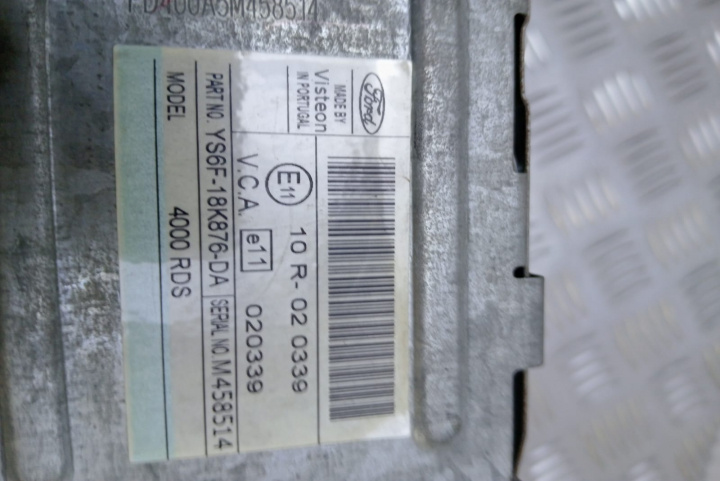 Ford
MADE BY
Visteon
IN PORTUGAL
E11 10 R- 02 0339
V.C.A. e11 020339
PART NO. YS6F-18K876-DA SERIAL NO. M458514
MODEL 4000 RDS